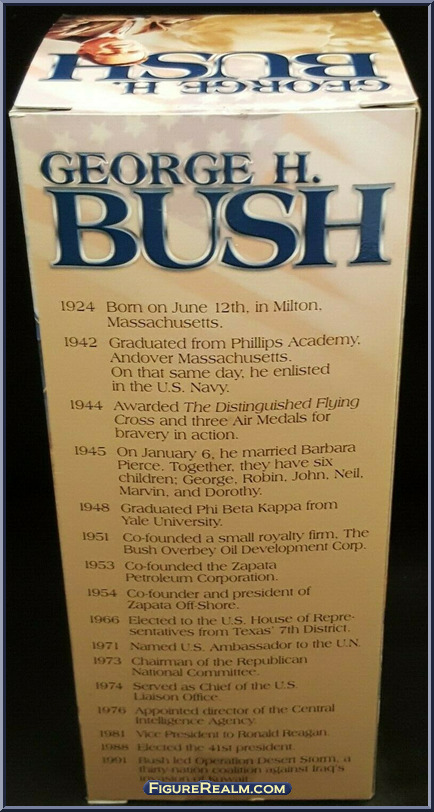 BUSH
GEORGE H.
GEORGE H.
BUSH
1924 Born on June 12th, in Milton,
Massachusetts.
1942 Graduated from Phillips Academy,
Andover Massachusetts.
On that same day, he enlisted
in the U.S. Navy.
1944 Awarded The Distinguished Flying
Cross and three Air Medals for
bravery in action.
1945 On January 6, he married Barbara
Pierce. Together, they have six
children; George, Robin, John, Neil,
Marvin, and Dorothy.
1948 Graduated Phi Beta Kappa from
Yale University.
1951 Co-founded a small royalty firm, The
Bush Overbey Oil Development Corp.
1953 Co-founded the Zapata
Petroleum Corporation.
1954 Co-founder and president of
Zapata Off-Shore.
1966 Elected to the U.S. House of Repre-
sentatives from Texas' 7th District.
1971 Named U.S. Ambassador to the U.N.
1973 Chairman of the Republican
National Committee.
1974 Served as Chief of the U.S.
Liaison Office.
1976 Appointed director of the Central
Intelligence Agency.
1981 Vice President to Ronald Reagan.
1988 Elected the 41st president.
1991 Bush led Operation Desert Storm, a
thirty-nation coalition against Iraq's
invasion of Kuwait.
FIGUREREALM.COM